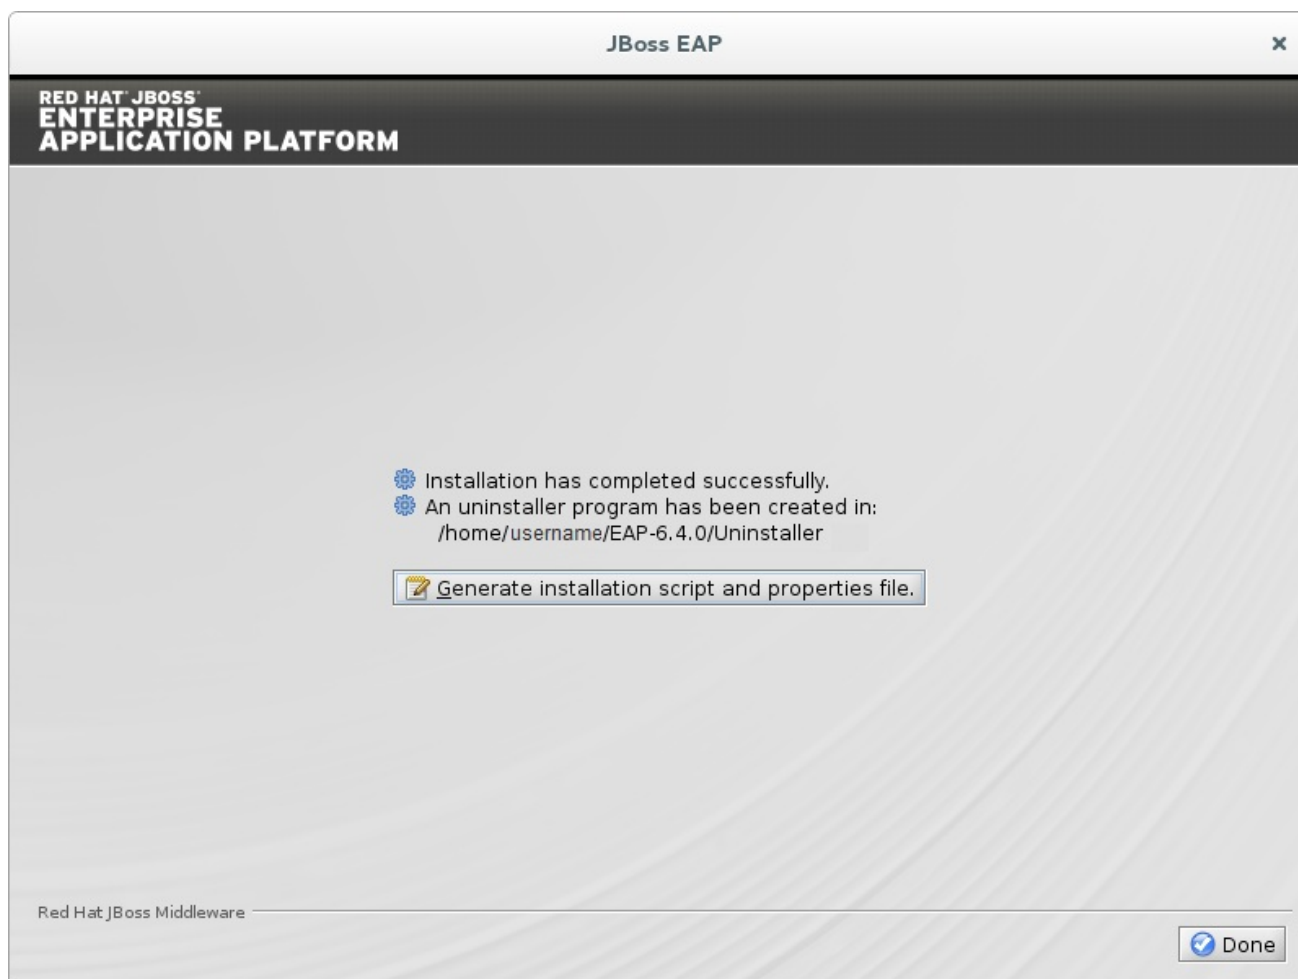 JBoss EAP
RED HAT JBOSS
ENTERPRISE
APPLICATION PLATFORM
Installation has completed successfully.
An uninstaller program has been created in:
/home/username/EAP-6.4.0/Uninstaller
Generate installation script and properties file.
Red Hat JBoss Middleware
Done